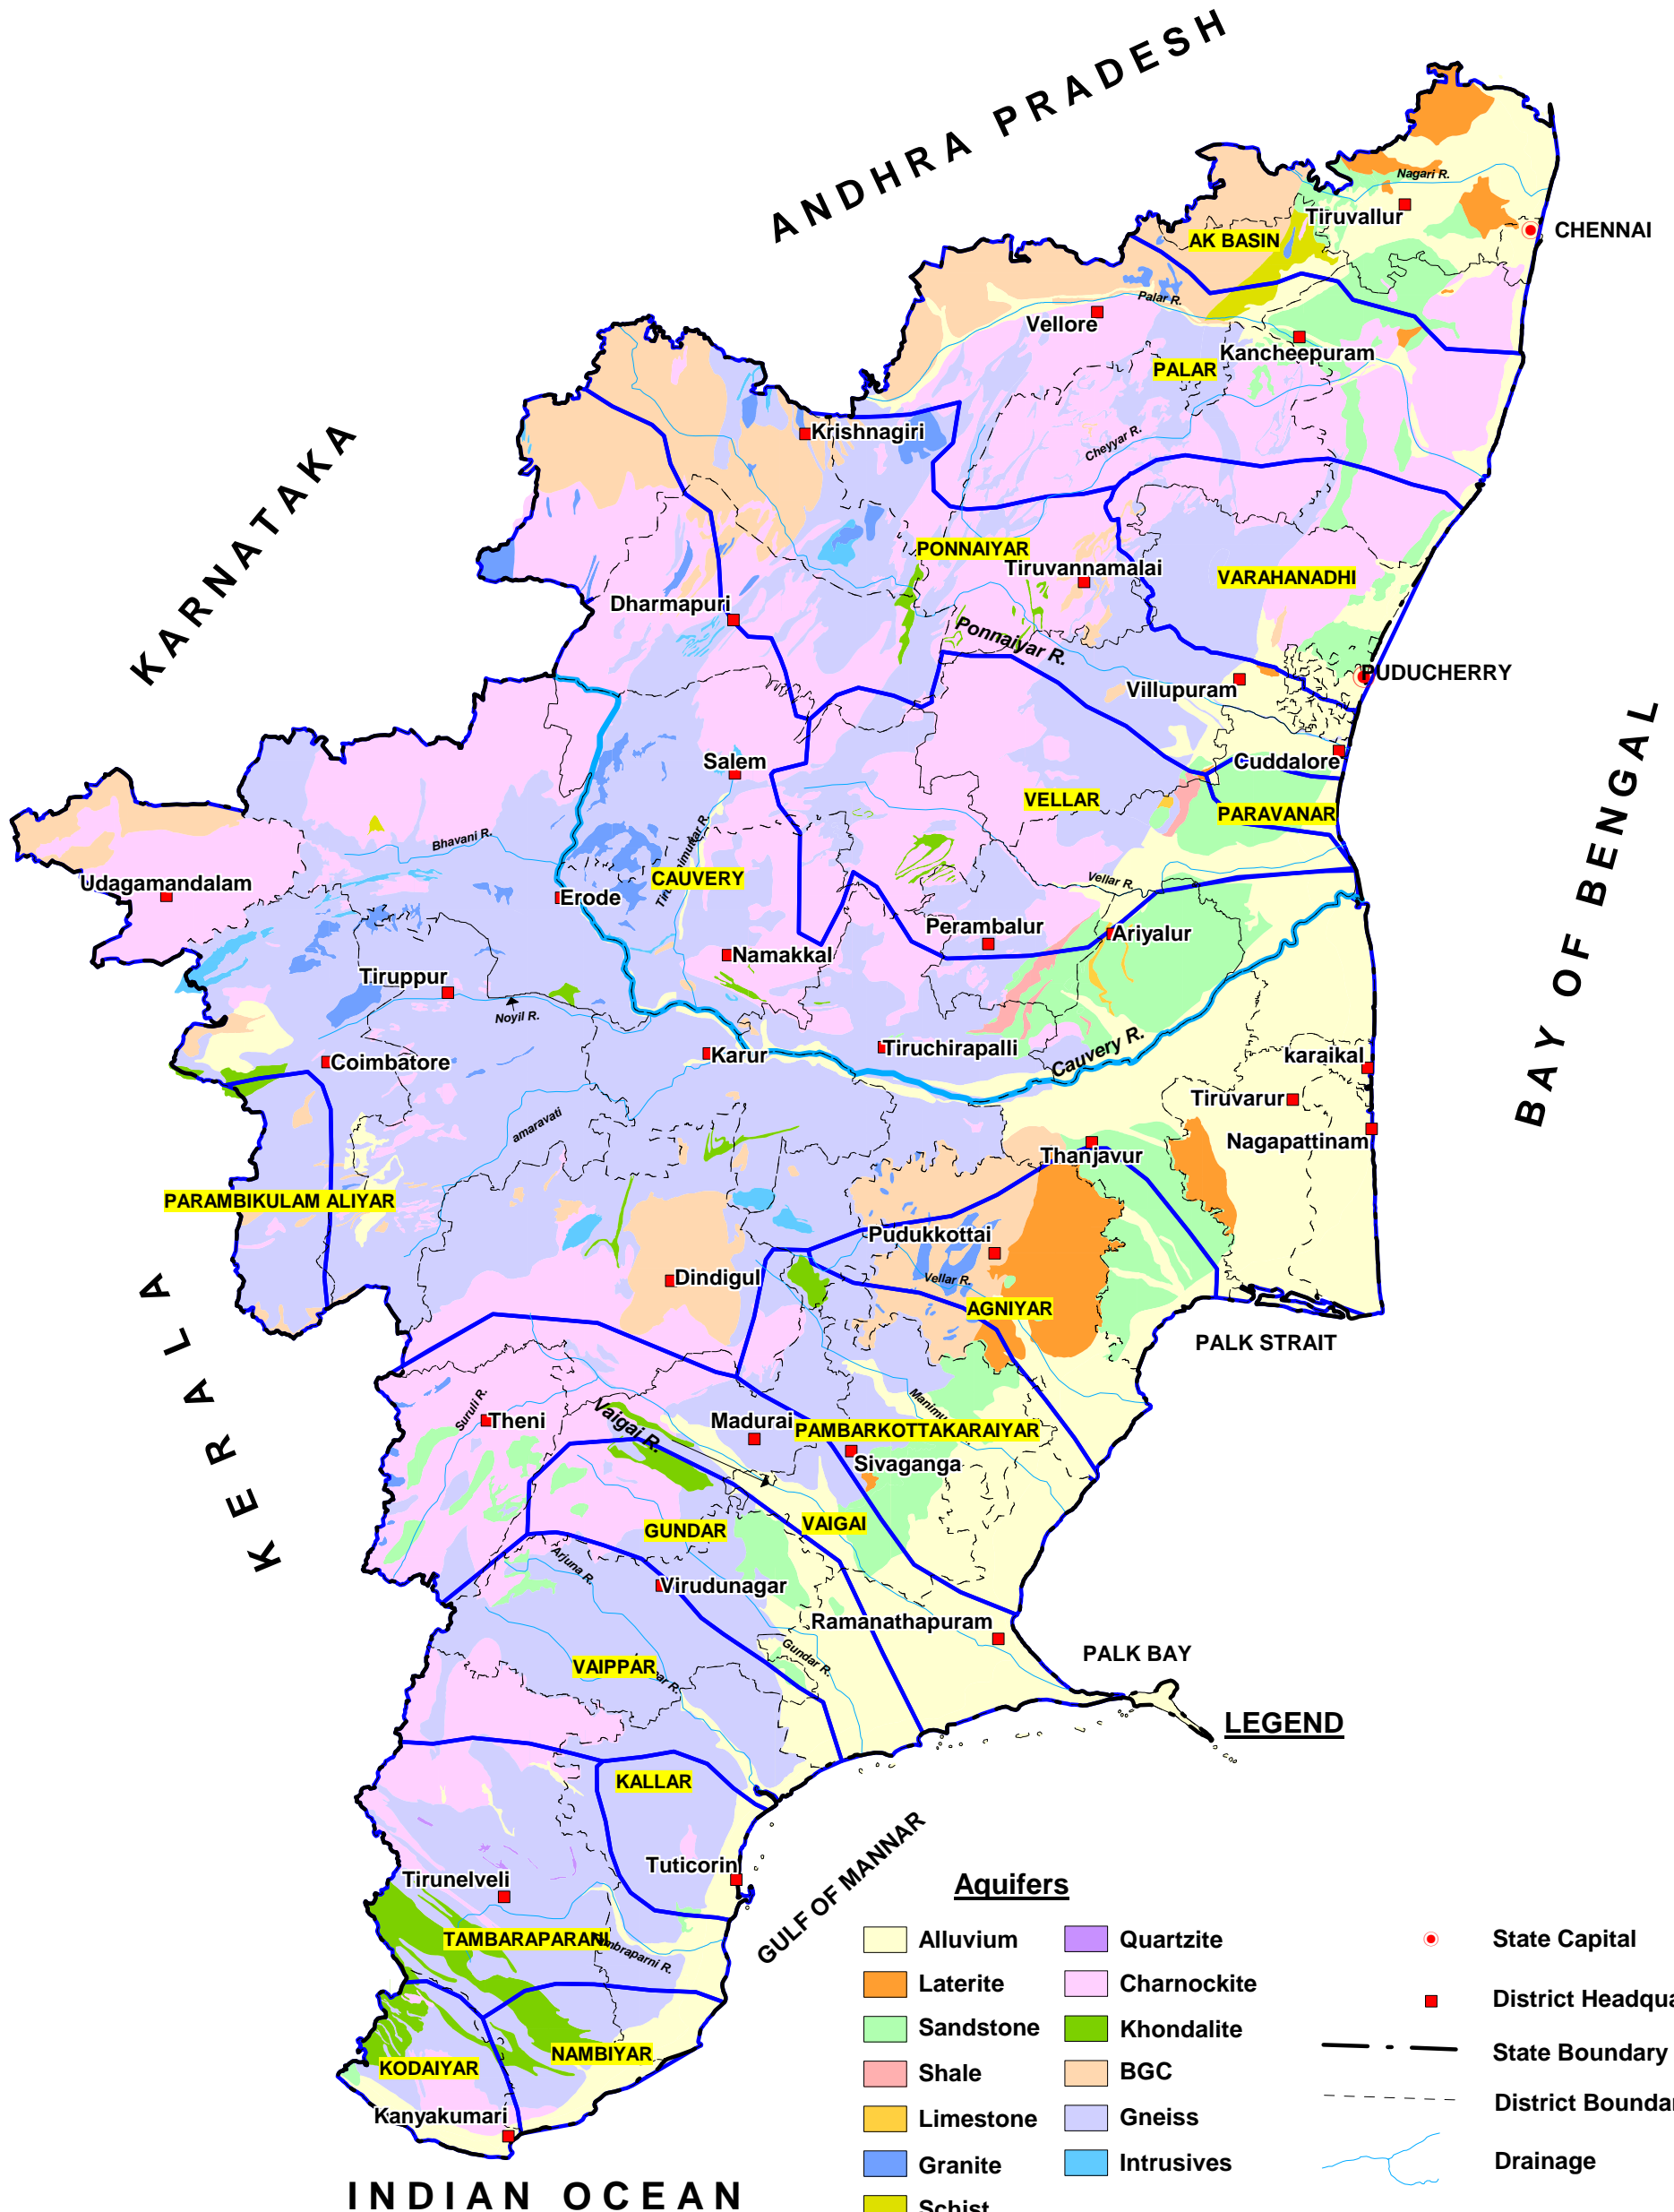 ANDHRA PRADESH
KARNATAKA
KERALA
BAY OF BENGAL
INDIAN OCEAN
GULF OF MANNAR
PALK STRAIT
PALK BAY
Nagari R.
Tiruvallur
AK BASIN
CHENNAI
Palar R.
Vellore
Kancheepuram
PALAR
Krishnagiri
Cheyyar R.
PONNAIYAR
Tiruvannamalai
VARAHANADHI
Dharmapuri
Ponnaiyar R.
PUDUCHERRY
Villupuram
Salem
Cuddalore
VELLAR
PARAVANAR
Bhavani R.
CAUVERY
Udagamandalam
Erode
Vellar R.
Perambalur
Ariyalur
Namakkal
Tiruppur
Noyil R.
Cauvery R.
Tiruchirapalli
Karur
Coimbatore
karaikal
Tiruvarur
amaravati
Nagapattinam
Thanjavur
PARAMBIKULAM ALIYAR
Pudukkottai
Dindigul
Vellar R.
AGNIYAR
Suruli R.
Theni
Vaigai R.
Madurai
PAMBARKOTTAKARAIYAR
Sivaganga
VAIGAI
GUNDAR
Arjuna R.
Virudunagar
Ramanathapuram
Gundar R.
VAIPPAR
KALLAR
Tuticorin
Tirunelveli
TAMBARAPARANI
NAMBIYAR
KODAIYAR
Kanyakumari
LEGEND
Aquifers
Alluvium
Laterite
Sandstone
Shale
Limestone
Granite
Schist
Quartzite
Charnockite
Khondalite
BGC
Gneiss
Intrusives
State Capital
District Headqua
State Boundary
District Boundar
Drainage